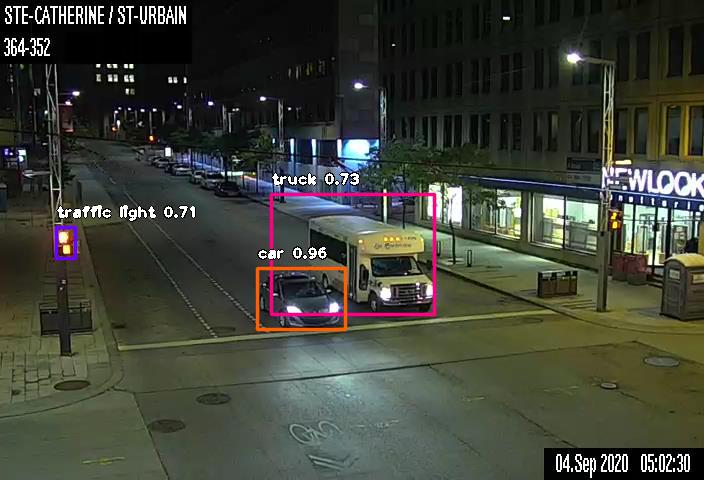 STE-CATHERINE / ST-URBAIN
364-352
truck 0.73
traffic light 0.71
car 0.96
NEWLOOK
04.Sep 2020 05:02:30